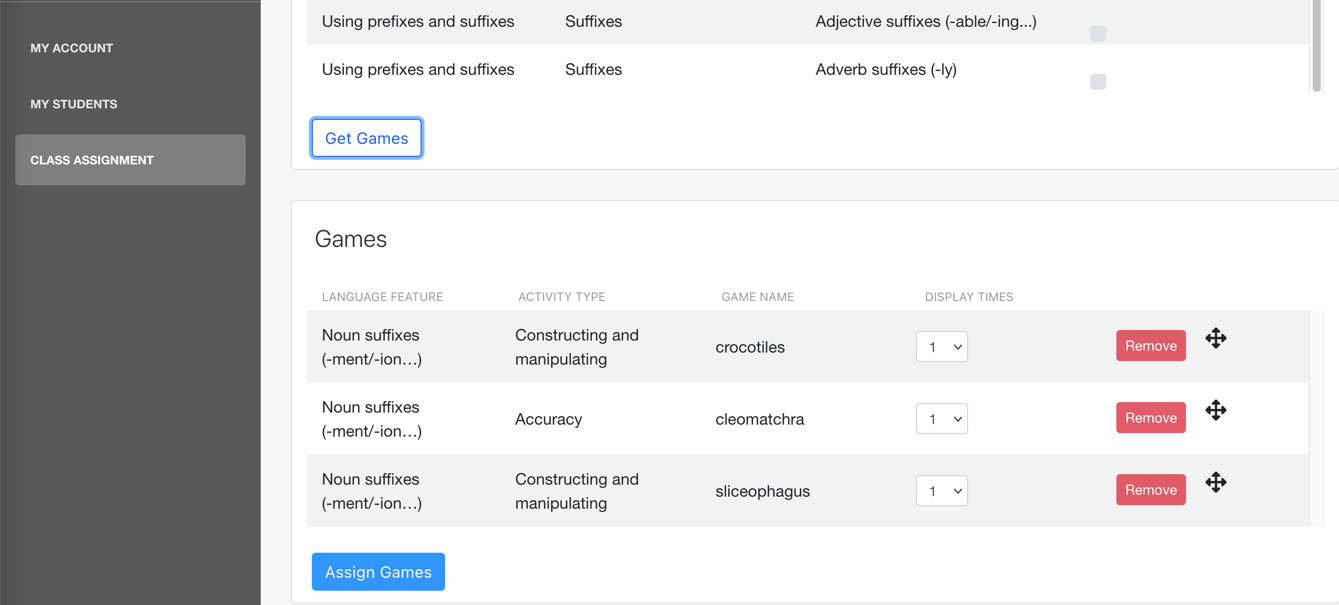 Using prefixes and suffixes Suffixes Adjective suffixes (-able/-ing...)
MY ACCOUNT
Using prefixes and suffixes Suffixes Adverb suffixes (-ly)
MY STUDENTS
Get Games
CLASS ASSIGNMENT
Games
LANGUAGE FEATURE ACTIVITY TYPE GAME NAME DISPLAY TIMES
Noun suffixes
(-ment/-ion...)
Constructing and
manipulating
crocotiles
1
Remove
Noun suffixes
(-ment/-ion...)
Accuracy
cleomatchra
1
Remove
Noun suffixes
(-ment/-ion...)
Constructing and
manipulating
sliceophagus
1
Remove
Assign Games